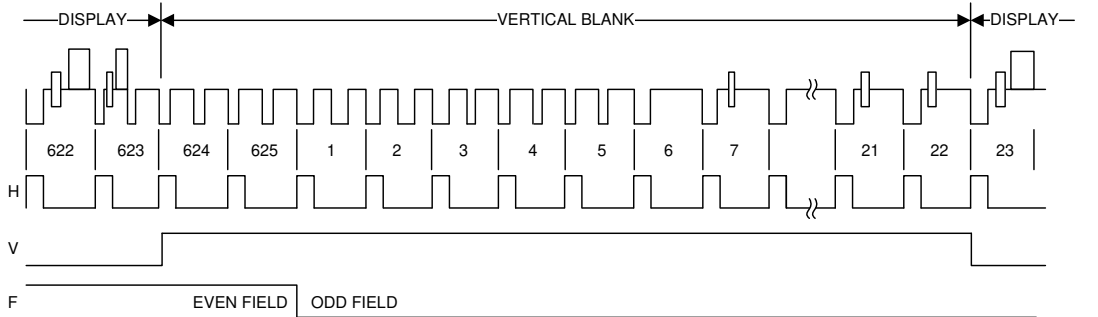 DISPLAY VERTICAL BLANK DISPLAY
622 623 624 625 1 2 3 4 5 6 7 21 22 23
H
V
F EVEN FIELD ODD FIELD